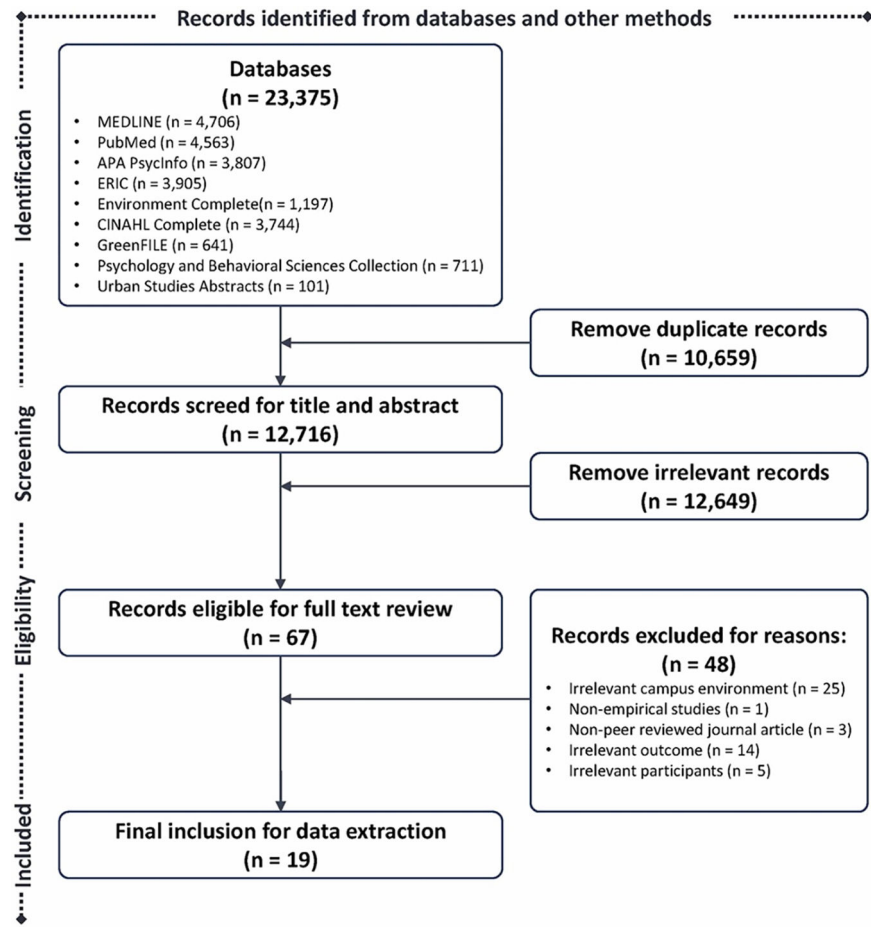 Records identified from databases and other methods
Identification
Databases
(n = 23,375)
• MEDLINE (n = 4,706)
• PubMed (n = 4,563)
• APA PsycInfo (n = 3,807)
• ERIC (n = 3,905)
• Environment Complete(n = 1,197)
• CINAHL Complete (n = 3,744)
• GreenFILE (n = 641)
• Psychology and Behavioral Sciences Collection (n = 711)
• Urban Studies Abstracts (n = 101)
Remove duplicate records
(n = 10,659)
Screening
Records screed for title and abstract
(n = 12,716)
Remove irrelevant records
(n = 12,649)
Eligibility
Records eligible for full text review
(n = 67)
Records excluded for reasons:
(n = 48)
• Irrelevant campus environment (n = 25)
• Non-empirical studies (n = 1)
• Non-peer reviewed journal article (n = 3)
• Irrelevant outcome (n = 14)
• Irrelevant participants (n = 5)
Included
Final inclusion for data extraction
(n = 19)